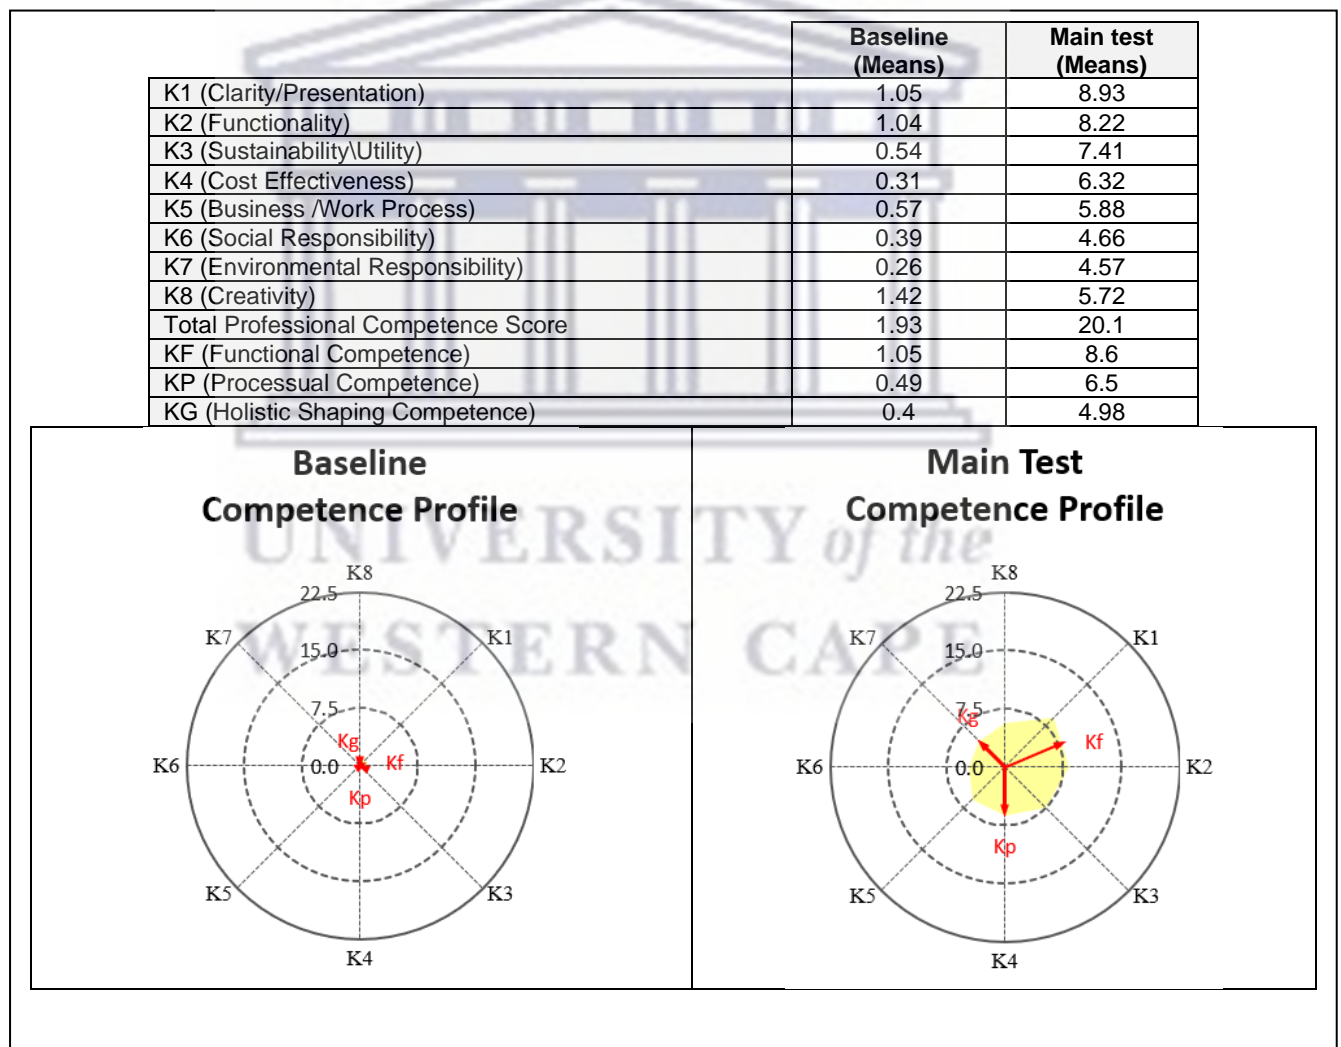 Baseline (Means) Main test (Means)
K1 (Clarity/Presentation) 1.05 8.93
K2 (Functionality) 1.04 8.22
K3 (Sustainability\Utility) 0.54 7.41
K4 (Cost Effectiveness) 0.31 6.32
K5 (Business /Work Process) 0.57 5.88
K6 (Social Responsibility) 0.39 4.66
K7 (Environmental Responsibility) 0.26 4.57
K8 (Creativity) 1.42 5.72
Total Professional Competence Score 1.93 20.1
KF (Functional Competence) 1.05 8.6
KP (Processual Competence) 0.49 6.5
KG (Holistic Shaping Competence) 0.4 4.98
Baseline
Competence Profile
K8
22.5
K7
K1
15.0
7.5
Kg
K6
0.0
Kf
K2
Kp
K5
K3
K4
Main Test
Competence Profile
K8
22.5
K7
K1
15.0
7.5
Kg
Kf
K6
0.0
K2
Kp
K5
K3
K4
UNIVERSITY of the
WESTERN CAPE